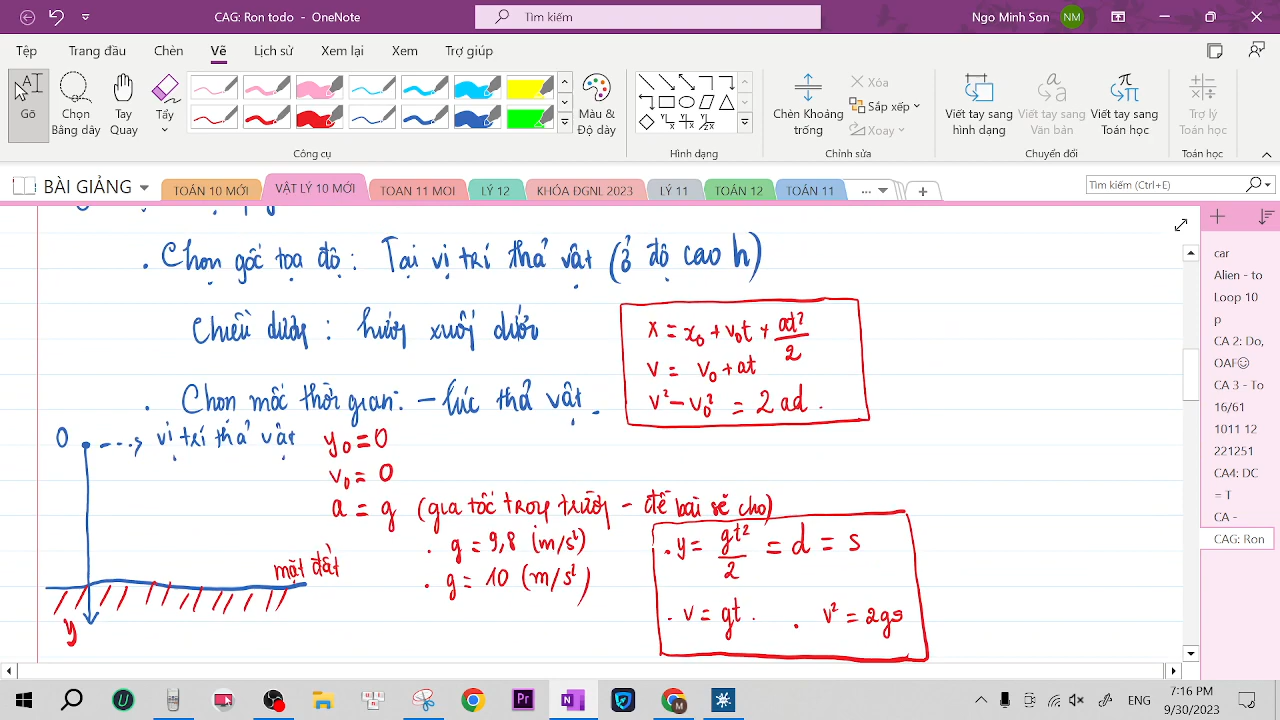 CAG: Ron todo - OneNote
Tìm kiếm
Ngo Minh Son
NM
Tệp
Trang đầu
Chèn
Vẽ
Lịch sử
Xem lại
Xem
Trợ giúp
Gõ
Chọn Bằng dây
Tay Quay
Tẩy
Màu & Độ dày
Chèn Khoảng trống
Xóa
Sắp xếp
Xoay
Viết tay sang hình dạng
Viết tay sang Văn bản
Viết tay sang Toán học
Trợ lý Toán học
Công cụ
Hình dạng
Chỉnh sửa
Chuyển đổi
Toán học
BÀI GIẢNG
TOÁN 10 MỚI
VẬT LÝ 10 MỚI
TOAN 11 MOI
LÝ 12
KHÓA ĐGNL 2023
LÝ 11
TOÁN 12
TOÁN 11
...
Tìm kiếm (Ctrl+E)
. Chọn gốc tọa độ : Tại vị trí thả vật (ở độ cao h)
Chiều dương : hướng xuống dưới
. Chọn mốc thời gian: - lúc thả vật.
x = x₀ + v₀t + at²/2
v = v₀ + at
v² - v₀² = 2ad.
0 ---> vị trí thả vật
y₀ = 0
v₀ = 0
a = g (gia tốc trọng trường - đề bài sẽ cho)
. g = 9,8 (m/s²)
. g = 10 (m/s²)
mặt đất
y
. y = gt²/2 = d = s
. v = gt . . v² = 2gs
car
Alien - to
Loop 10
p
CA 2: Do,
OAI
CA 3 - To
16/61
1011 12
221251
CA4: DC
= T
CA -
CAG: Ron
7:16 PM
9/30/2023